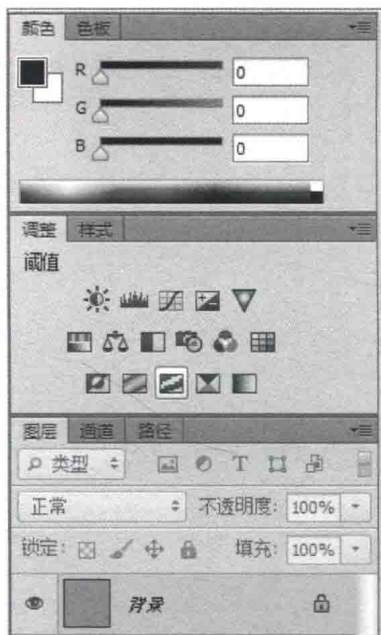 颜色 色板
R 0
G 0
B 0
调整 样式
阈值
图层 通道 路径
类型 T
正常 不透明度: 100%
锁定: 填充: 100%
背景